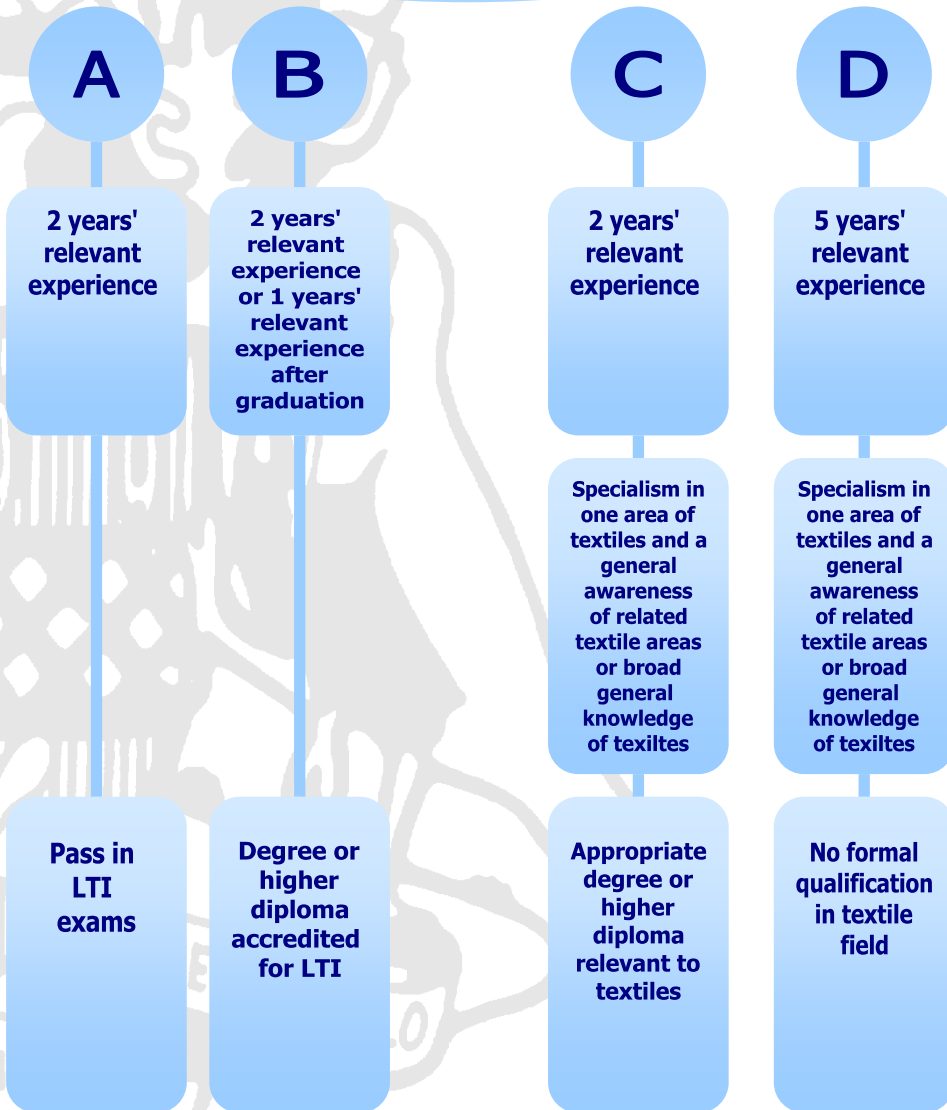 A
B
C
D
2 years'
relevant
experience
2 years'
relevant
experience
or 1 years'
relevant
experience
after
graduation
2 years'
relevant
experience
5 years'
relevant
experience
Specialism in
one area of
textiles and a
general
awareness
of related
textile areas
or broad
general
knowledge
of texiltes
Specialism in
one area of
textiles and a
general
awareness
of related
textile areas
or broad
general
knowledge
of texiltes
Pass in
LTI
exams
Degree or
higher
diploma
accredited
for LTI
Appropriate
degree or
higher
diploma
relevant to
textiles
No formal
qualification
in textile
field